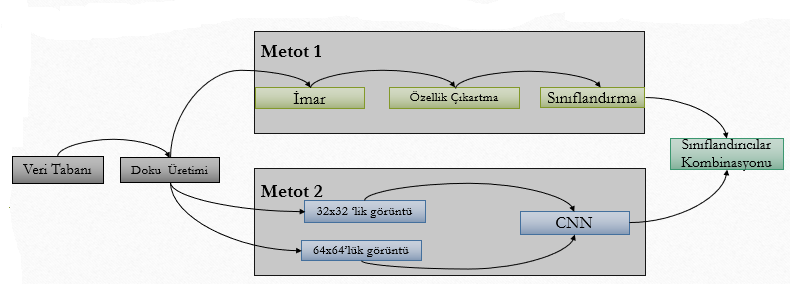 Metot 1
İmar
Özellik Çıkartma
Sınıflandırma
Veri Tabanı
Doku Üretimi
Sınıflandırıcılar
Kombinasyonu
Metot 2
32x32 ‘lik görüntü
64x64’lük görüntü
CNN